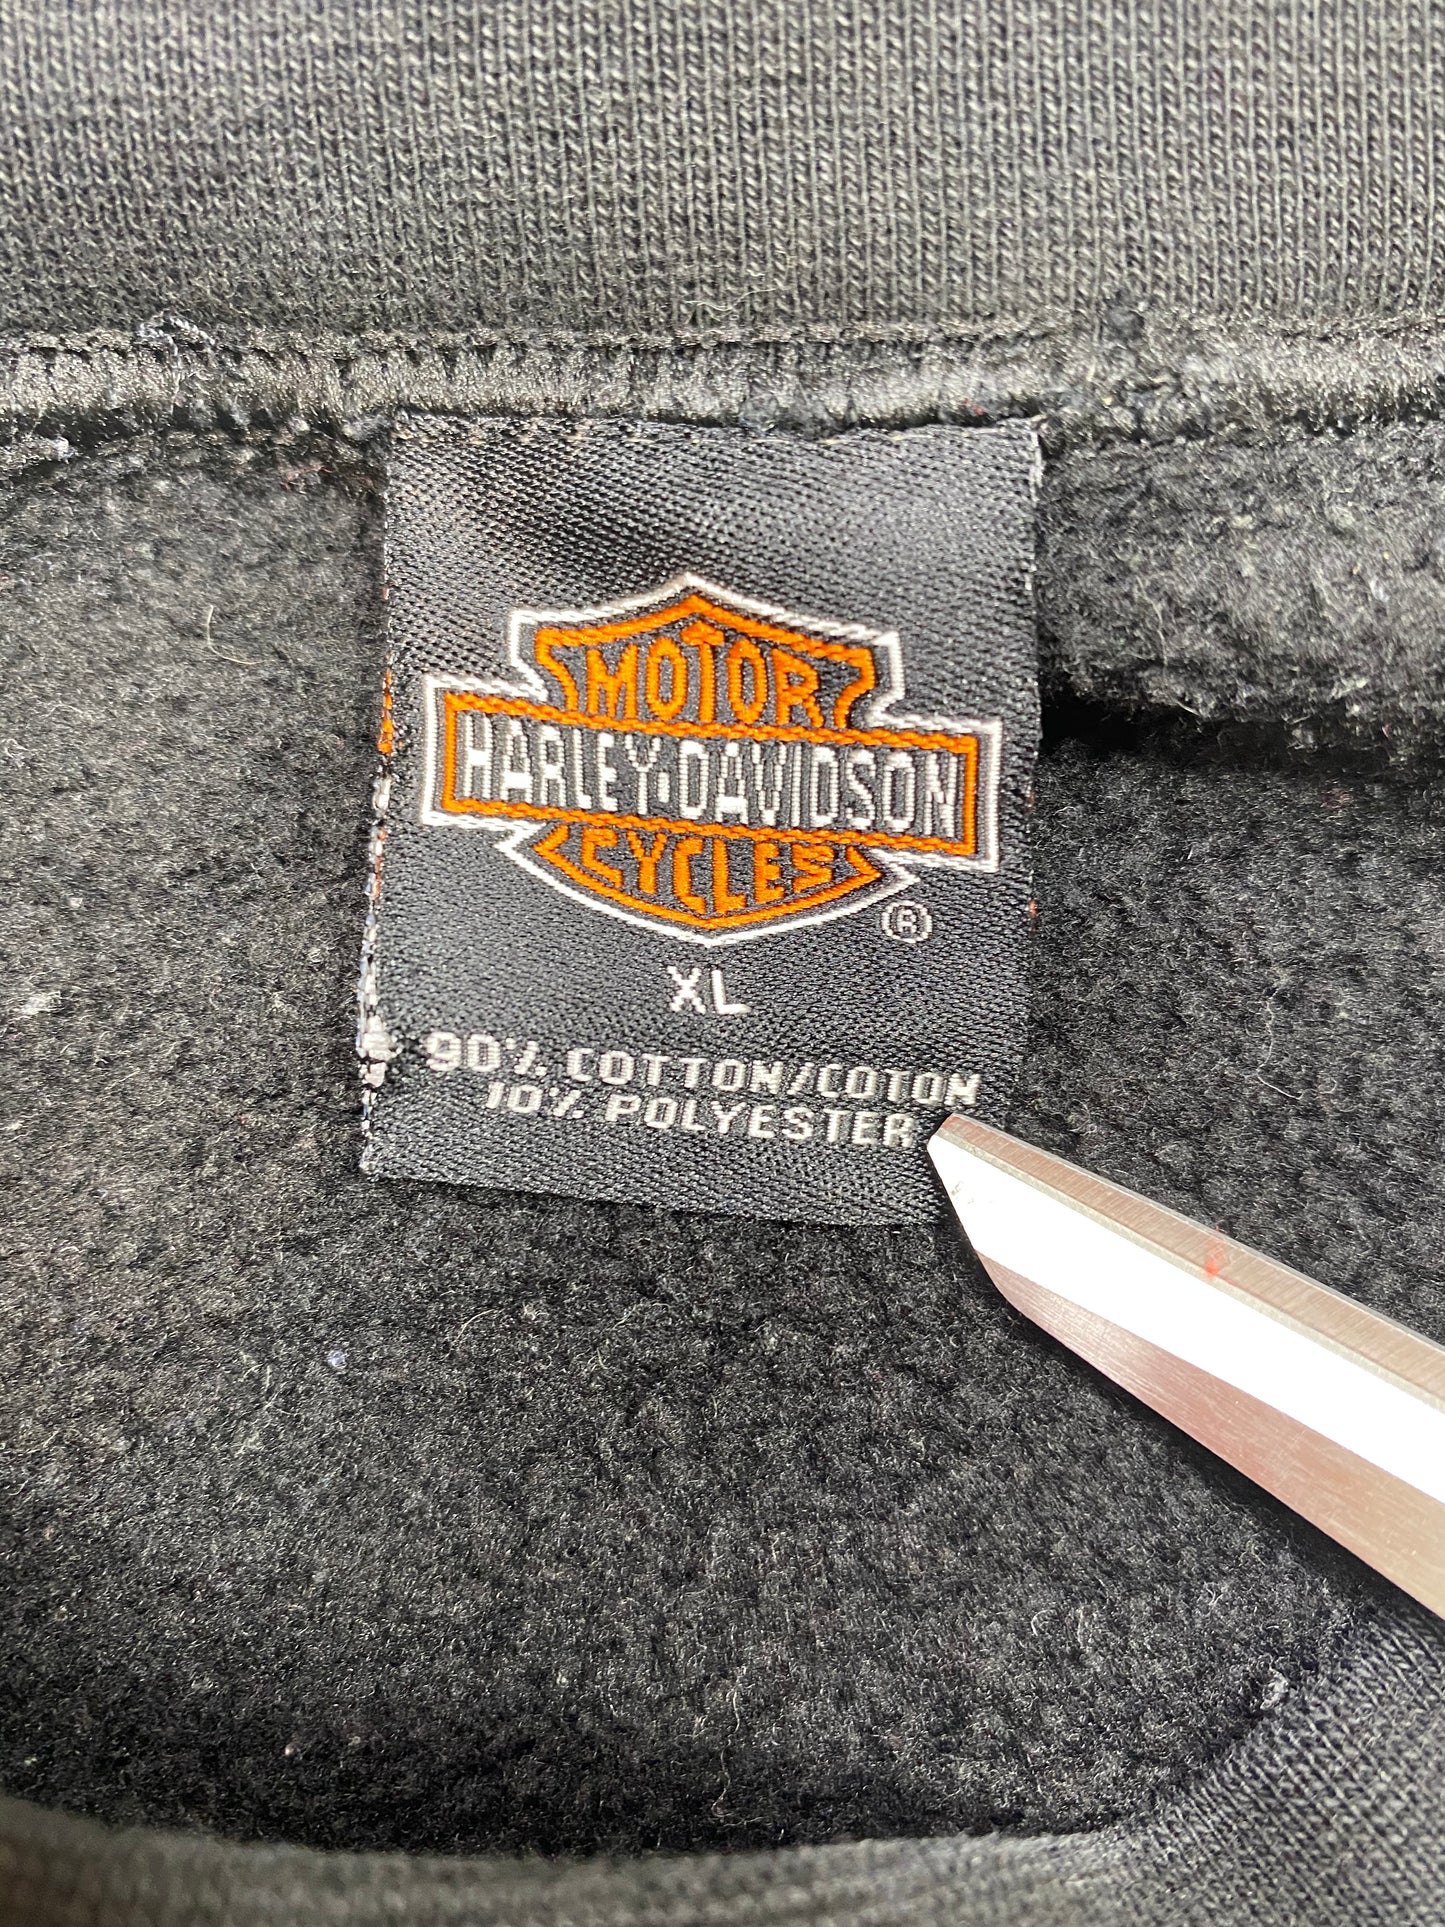 MOTOR
HARLEY-DAVIDSON
CYCLES
®
XL
90% COTTON/COTON
10% POLYESTER